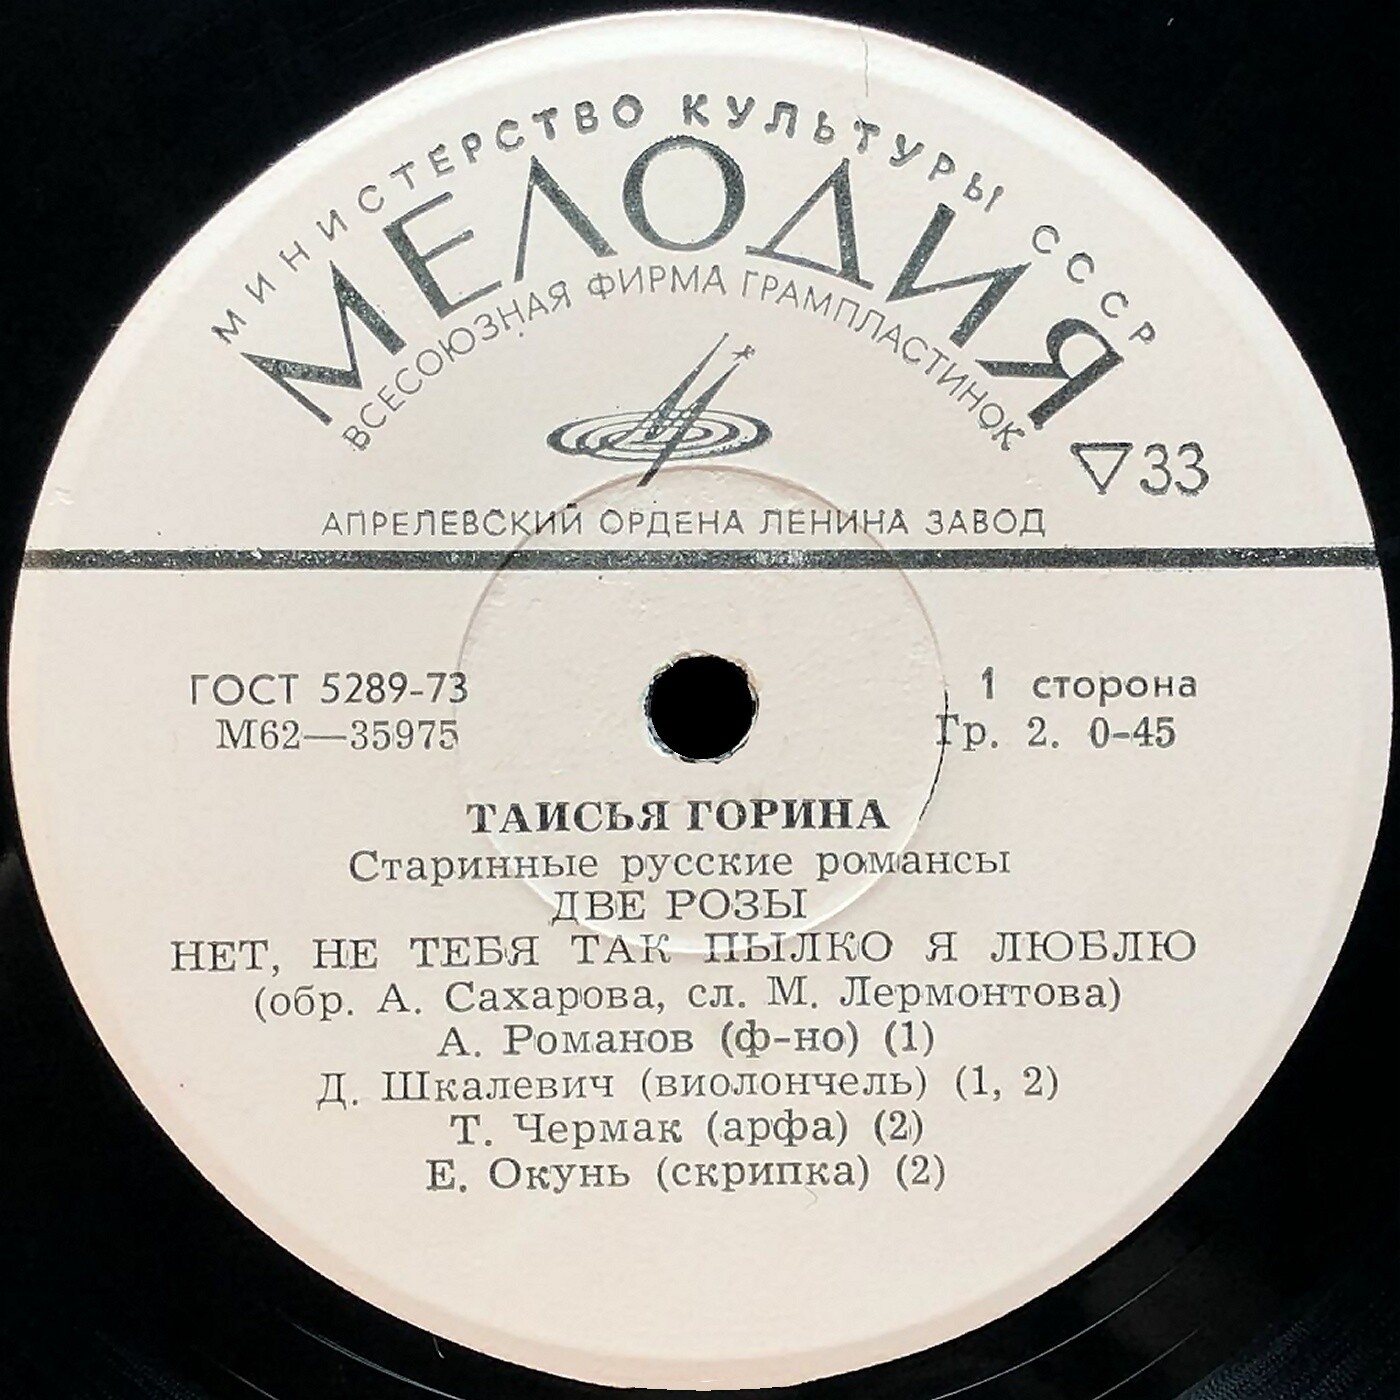 МИНИСТЕРСТВО КУЛЬТУРЫ СССР
МЕЛОДИЯ
ВСЕСОЮЗНАЯ ФИРМА ГРАМПЛАСТИНОК
▽33
АПРЕЛЕВСКИЙ ОРДЕНА ЛЕНИНА ЗАВОД
ГОСТ 5289-73
М62—35975
1 сторона
Гр. 2. 0-45
ТАИСЬЯ ГОРИНА
Старинные русские романсы
ДВЕ РОЗЫ
НЕТ, НЕ ТЕБЯ ТАК ПЫЛКО Я ЛЮБЛЮ
(обр. А. Сахарова, сл. М. Лермонтова)
А. Романов (ф-но) (1)
Д. Шкалевич (виолончель) (1, 2)
Т. Чермак (арфа) (2)
Е. Окунь (скрипка) (2)